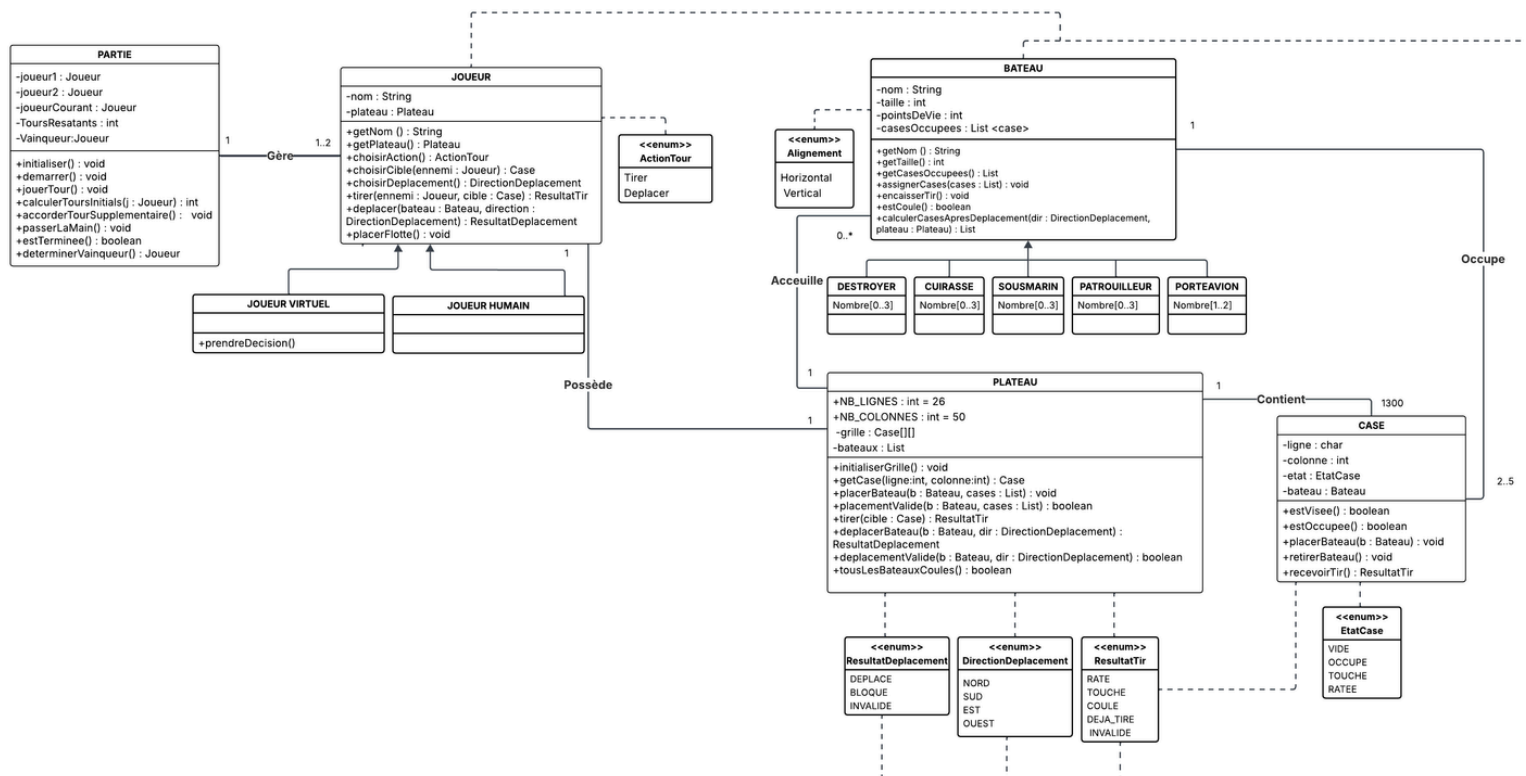 PARTIE
-joueur1 : Joueur
-joueur2 : Joueur
-joueurCourant : Joueur
-ToursResatants : int
-Vainqueur:Joueur
+initialiser() : void
+demarrer() : void
+jouerTour() : void
+calculerToursInitials(j : Joueur) : int
+accorderTourSupplementaire() : void
+passerLaMain() : void
+estTerminee() : boolean
+determinerVainqueur() : Joueur
1
Gère
1..2
JOUEUR
-nom : String
-plateau : Plateau
+getNom () : String
+getPlateau() : Plateau
+choisirAction() : ActionTour
+choisirCible(ennemi : Joueur) : Case
+choisirDeplacement() : DirectionDeplacement
+tirer(ennemi : Joueur, cible : Case) : ResultatTir
+deplacer(bateau : Bateau, direction :
DirectionDeplacement) : ResultatDeplacement
+placerFlotte() : void
<<enum>>
ActionTour
Tirer
Deplacer
JOUEUR VIRTUEL
+prendreDecision()
JOUEUR HUMAIN
1
Possède
1
<<enum>>
Alignement
Horizontal
Vertical
BATEAU
-nom : String
-taille : int
-pointsDeVie : int
-casesOccupees : List <case>
+getNom () : String
+getTaille() : int
+getCasesOccupees() : List
+assignerCases(cases : List) : void
+encaisserTir() : void
+estCoule() : boolean
+calculerCasesApresDeplacement(dir : DirectionDeplacement,
plateau : Plateau) : List
1
Occupe
2..5
0..*
Acceuille
1
DESTROYER
Nombre[0..3]
CUIRASSE
Nombre[0..3]
SOUSMARIN
Nombre[0..3]
PATROUILLEUR
Nombre[0..3]
PORTEAVION
Nombre[1..2]
PLATEAU
+NB_LIGNES : int = 26
+NB_COLONNES : int = 50
-grille : Case[][]
-bateaux : List
+initialiserGrille() : void
+getCase(ligne:int, colonne:int) : Case
+placerBateau(b : Bateau, cases : List) : void
+placementValide(b : Bateau, cases : List) : boolean
+tirer(cible : Case) : ResultatTir
+deplacerBateau(b : Bateau, dir : DirectionDeplacement) :
ResultatDeplacement
+deplacementValide(b : Bateau, dir : DirectionDeplacement) : boolean
+tousLesBateauxCoules() : boolean
1
Contient
1300
CASE
-ligne : char
-colonne : int
-etat : EtatCase
-bateau : Bateau
+estVisee() : boolean
+estOccupee() : boolean
+placerBateau(b : Bateau) : void
+retirerBateau() : void
+recevoirTir() : ResultatTir
<<enum>>
ResultatDeplacement
DEPLACE
BLOQUE
INVALIDE
<<enum>>
DirectionDeplacement
NORD
SUD
EST
OUEST
<<enum>>
ResultatTir
RATE
TOUCHE
COULE
DEJA_TIRE
INVALIDE
<<enum>>
EtatCase
VIDE
OCCUPE
TOUCHE
RATEE